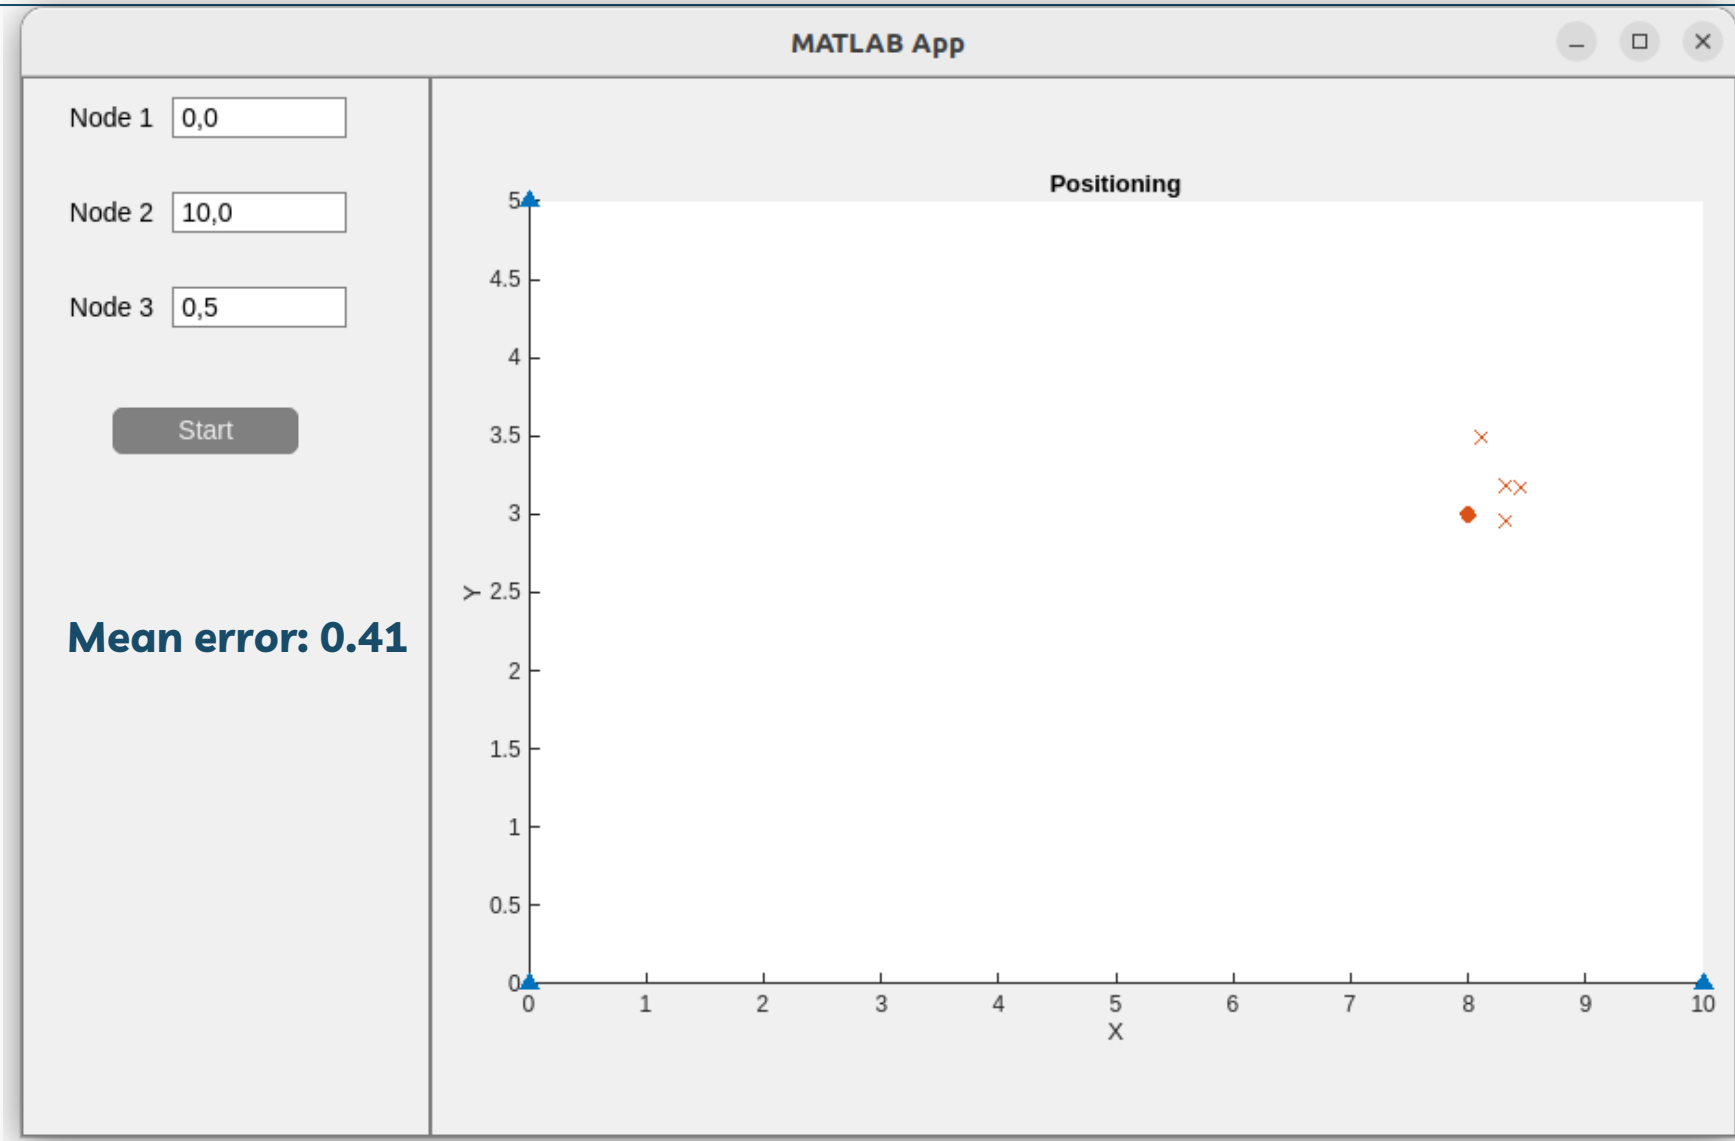 MATLAB App
Node 1 0,0
Node 2 10,0
Node 3 0,5
Start
Mean error: 0.41
Positioning
5
4.5
4
3.5
3
2.5
2
1.5
1
0.5
0
Y
0 1 2 3 4 5 6 7 8 9 10
X